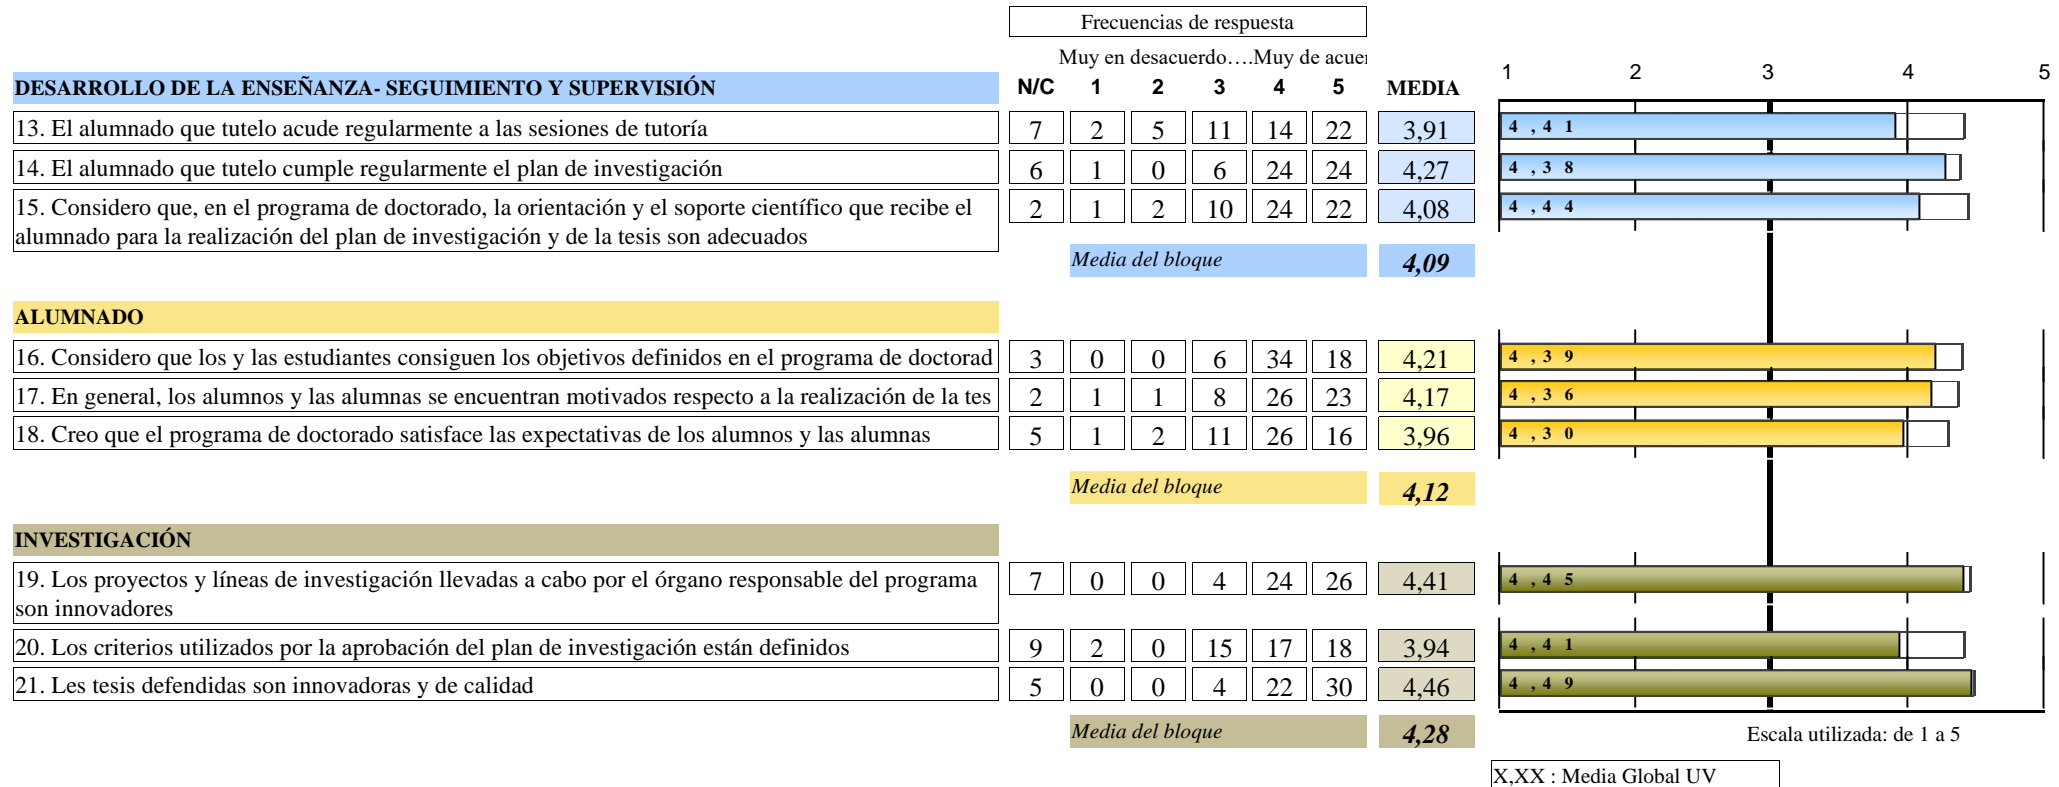 Frecuencias de respuesta
Muy en desacuerdo….Muy de acuer
DESARROLLO DE LA ENSEÑANZA- SEGUIMIENTO Y SUPERVISIÓN N/C 1 2 3 4 5 MEDIA 1 2 3 4 5
13. El alumnado que tutelo acude regularmente a las sesiones de tutoría 7 2 5 11 14 22 3,91 4,41
14. El alumnado que tutelo cumple regularmente el plan de investigación 6 1 0 6 24 24 4,27 4,38
15. Considero que, en el programa de doctorado, la orientación y el soporte científico que recibe el 2 1 2 10 24 22 4,08 4,44
alumnado para la realización del plan de investigación y de la tesis son adecuados
Media del bloque 4,09
ALUMNADO
16. Considero que los y las estudiantes consiguen los objetivos definidos en el programa de doctorad 3 0 0 6 34 18 4,21 4,39
17. En general, los alumnos y las alumnas se encuentran motivados respecto a la realización de la tes 2 1 1 8 26 23 4,17 4,36
18. Creo que el programa de doctorado satisface las expectativas de los alumnos y las alumnas 5 1 2 11 26 16 3,96 4,30
Media del bloque 4,12
INVESTIGACIÓN
19. Los proyectos y líneas de investigación llevadas a cabo por el órgano responsable del programa 7 0 0 4 24 26 4,41 4,45
son innovadores
20. Los criterios utilizados por la aprobación del plan de investigación están definidos 9 2 0 15 17 18 3,94 4,41
21. Les tesis defendidas son innovadoras y de calidad 5 0 0 4 22 30 4,46 4,49
Media del bloque 4,28
Escala utilizada: de 1 a 5
X,XX : Media Global UV